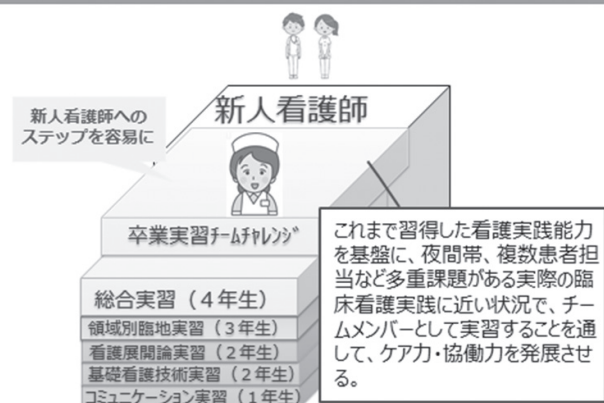 新人看護師
新人看護師への
ステップを容易に
卒業実習ﾁｰﾑﾁｬﾚﾝｼﾞ
これまで習得した看護実践能力
を基盤に、夜間帯、複数患者担
当など多重課題がある実際の臨
床看護実践に近い状況で、チー
ムメンバーとして実習することを通
して、ケア力・協働力を発展させ
る。
総合実習（４年生）
領域別臨地実習（３年生）
看護展開論実習（２年生）
基礎看護技術実習（２年生）
コミュニケーション実習（１年生）